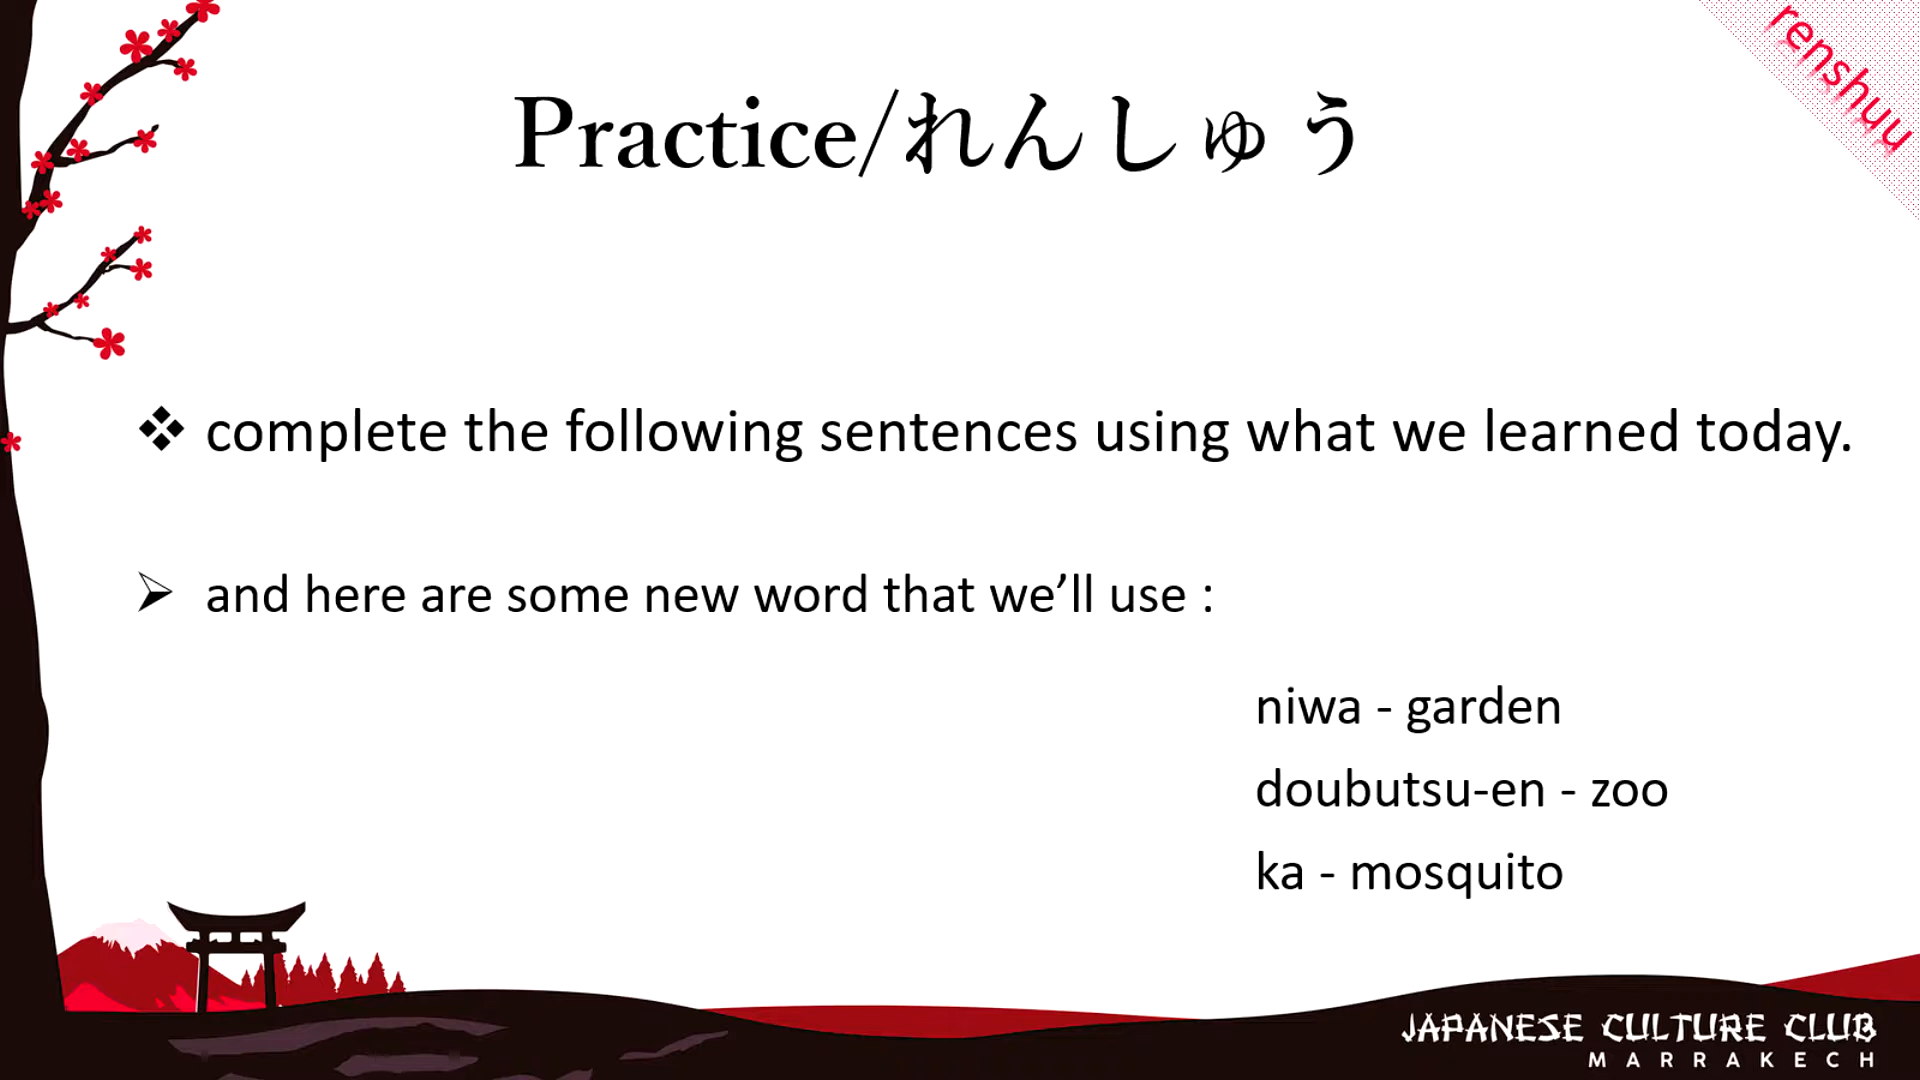 renshuu
Practice/れんしゅう
complete the following sentences using what we learned today.
and here are some new word that we’ll use :
niwa - garden
doubutsu-en - zoo
ka - mosquito
JAPANESE CULTURE CLUB
MARRAKECH